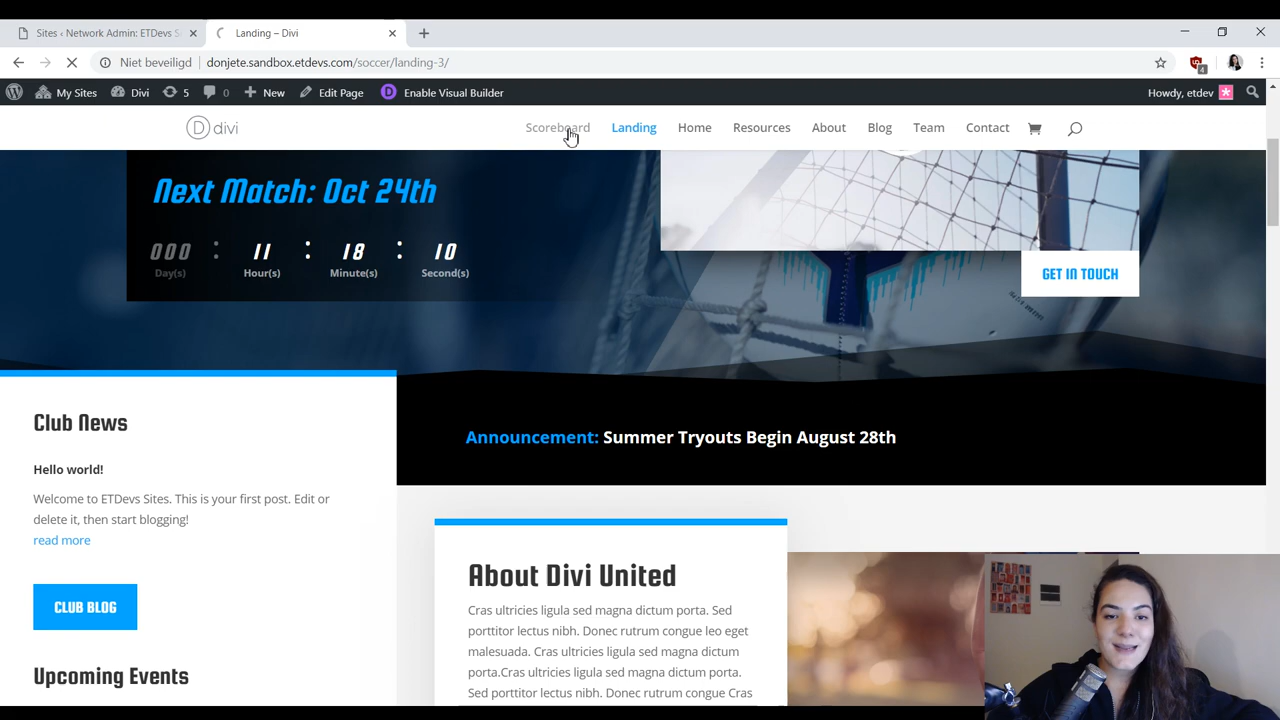 Sites ‹ Network Admin: ETDevs S
Landing – Divi
Niet beveiligd
donjete.sandbox.etdevs.com/soccer/landing-3/
4
My Sites
Divi
5
0
New
Edit Page
D
Enable Visual Builder
Howdy, etdev
D divi
Scoreboard
Landing
Home
Resources
About
Blog
Team
Contact
Next Match: Oct 24th
000 : 11 : 18 : 10
Day(s) Hour(s) Minute(s) Second(s)
GET IN TOUCH
Club News
Hello world!
Welcome to ETDevs Sites. This is your first post. Edit or
delete it, then start blogging!
read more
CLUB BLOG
Upcoming Events
Announcement: Summer Tryouts Begin August 28th
About Divi United
Cras ultricies ligula sed magna dictum porta. Sed
porttitor lectus nibh. Donec rutrum congue leo eget
malesuada. Cras ultricies ligula sed magna dictum
porta.Cras ultricies ligula sed magna dictum porta.
Sed porttitor lectus nibh. Donec rutrum congue Cras